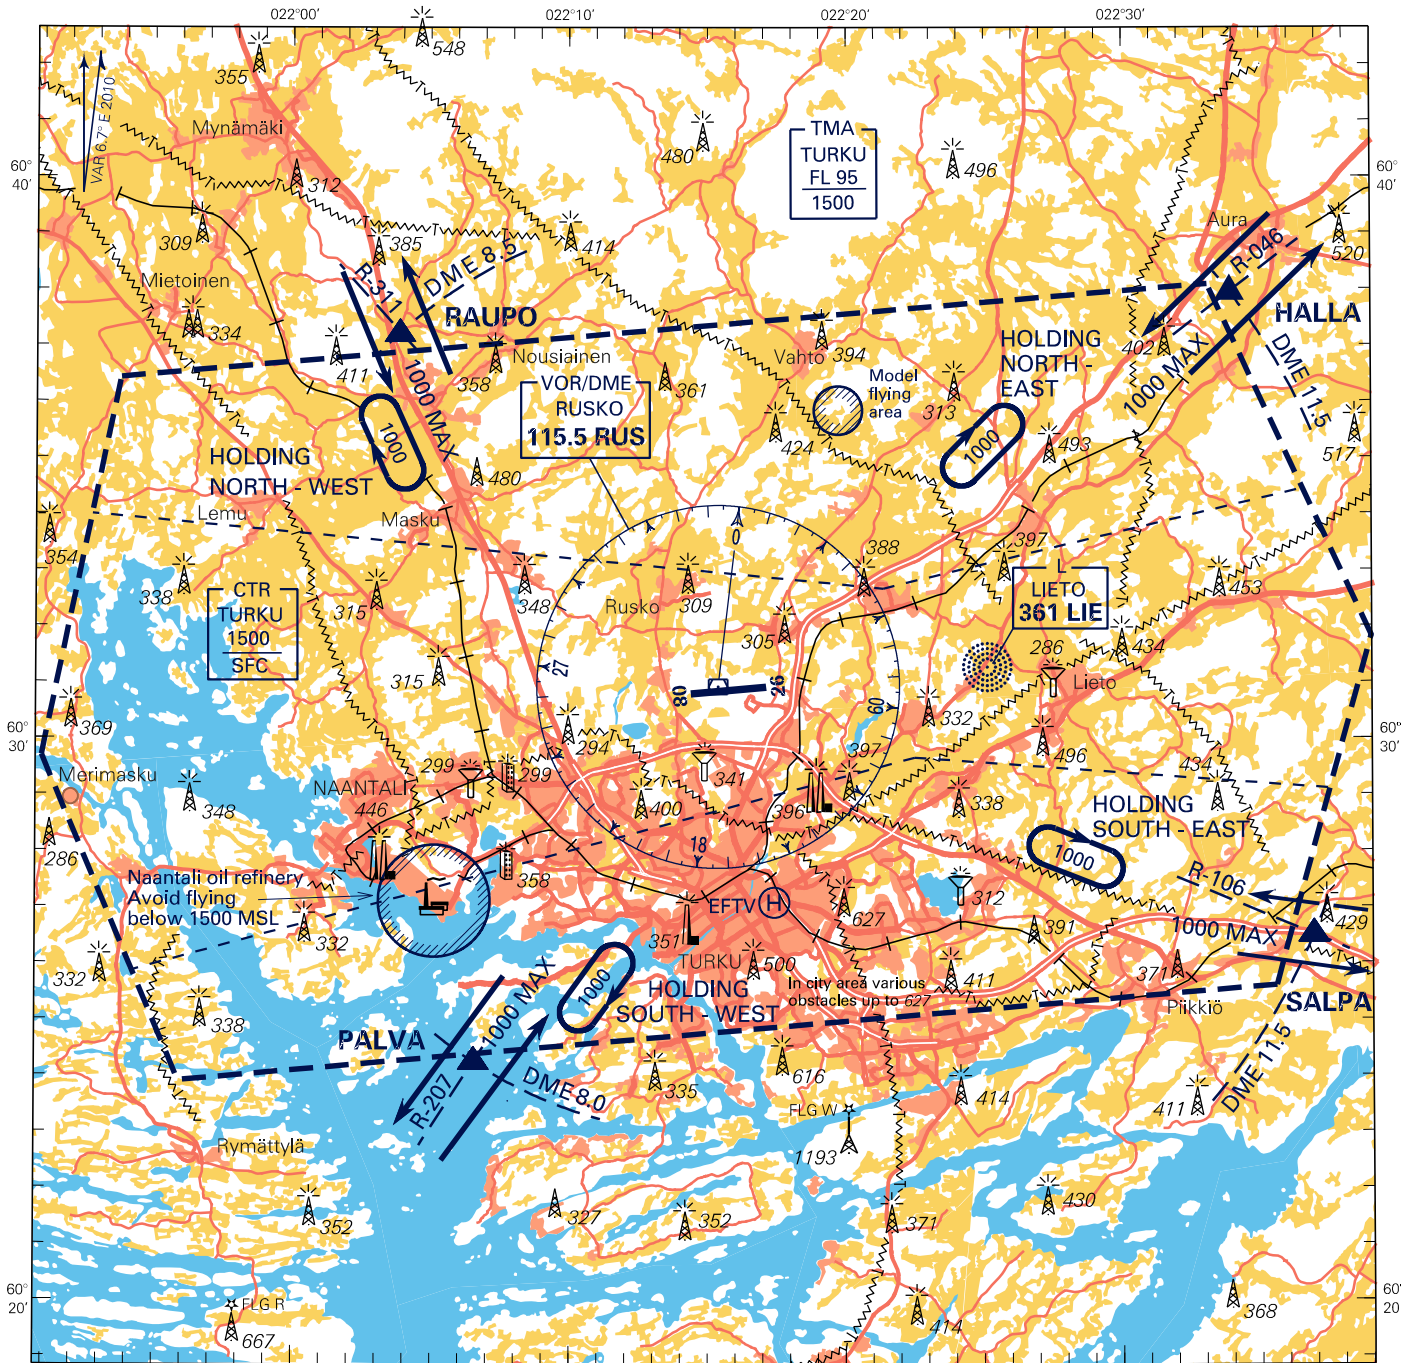 022°00'
022°10'
022°20'
022°30'
548
355
VAR 6.7° E 2010
Mynämäki
480
TMA
TURKU
FL 95
1500
496
60°
40'
60°
40'
312
309
385
414
Aura
520
R-046
R-311
DME 8.5
Mietoinen
334
RAUPO
HALLA
411
358
Nousiainen
Vahto
394
HOLDING
NORTH -
EAST
402
1000 MAX
DME 11.5
1000 MAX
VOR/DME
RUSKO
115.5 RUS
361
Model
flying
area
313
424
1000
493
517
1000
HOLDING
NORTH - WEST
480
Lemu
Masku
354
0
388
397
338
CTR
TURKU
1500
SFC
315
348
Rusko
309
305
L
LIETO
361 LIE
453
286
434
315
27
Lieto
08
26
60
369
332
294
60°
30'
60°
30'
Merimasku
299
299
341
397
496
434
NAANTALI
446
348
400
396
338
HOLDING
SOUTH - EAST
286
18
1000
358
R-106
Naantali oil refinery
Avoid flying
below 1500 MSL
EFTV
H
312
429
332
627
391
1000 MAX
351
TURKU
500
411
371
332
1000
HOLDING
SOUTH - WEST
In city area various
obstacles up to 627
Piikkiö
SALPA
338
PALVA
1000 MAX
R-207
DME 8.0
335
616
414
411
DME 11.5
FLG W
1193
Rymättylä
352
327
352
371
430
60°
20'
60°
20'
FLG R
667
414
368